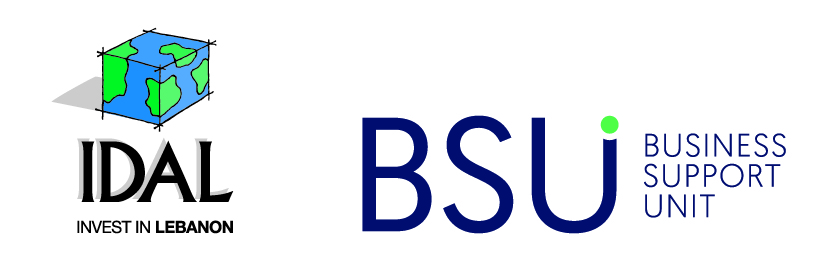 IDAL
INVEST IN LEBANON
BSU
BUSINESS
SUPPORT
UNIT